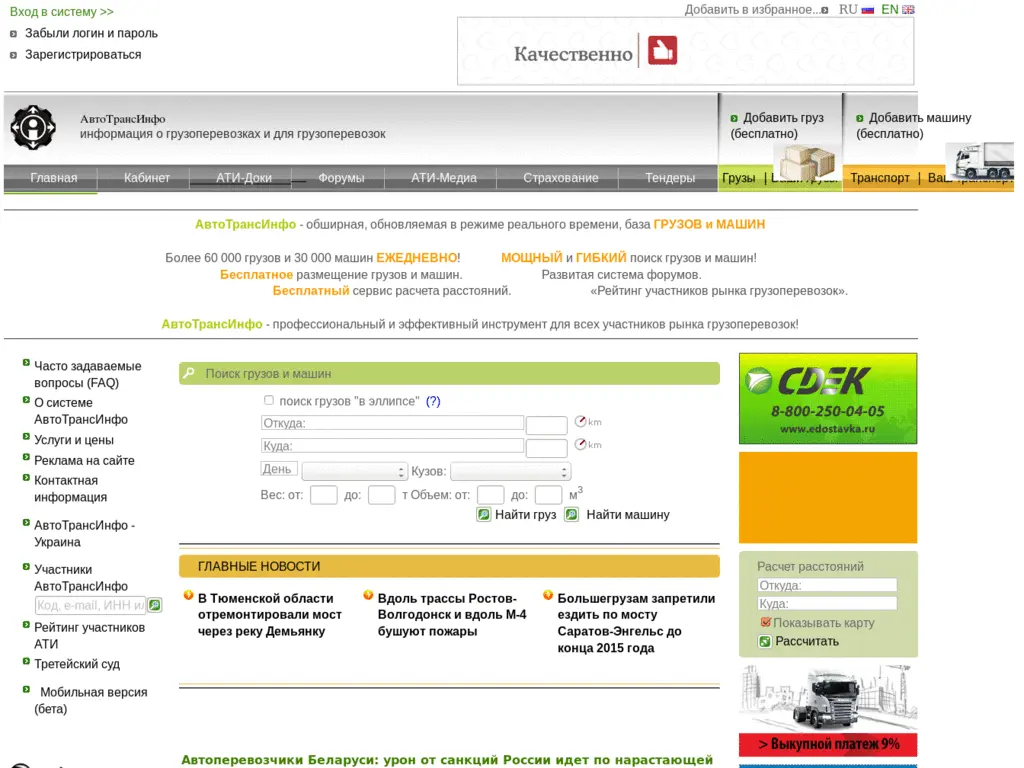 Вход в систему >>
Забыли логин и пароль
Зарегистрироваться
Добавить в избранное...
RU EN
Качественно
АвтоТрансИнфо
информация о грузоперевозках и для грузоперевозок
Добавить груз
(бесплатно)
Добавить машину
(бесплатно)
Главная Кабинет АТИ-Доки Форумы АТИ-Медиа Страхование Тендеры
Грузы |
Транспорт |
АвтоТрансИнфо - обширная, обновляемая в режиме реального времени, база ГРУЗОВ и МАШИН
Более 60 000 грузов и 30 000 машин ЕЖЕДНЕВНО! МОЩНЫЙ и ГИБКИЙ поиск грузов и машин!
Бесплатное размещение грузов и машин. Развитая система форумов.
Бесплатный сервис расчета расстояний. «Рейтинг участников рынка грузоперевозок».
АвтоТрансИнфо - профессиональный и эффективный инструмент для всех участников рынка грузоперевозок!
Часто задаваемые
вопросы (FAQ)
О системе
АвтоТрансИнфо
Услуги и цены
Реклама на сайте
Контактная
информация
АвтоТрансИнфо -
Украина
Участники
АвтоТрансИнфо
Код, e-mail, ИНН ил
Рейтинг участников
АТИ
Третейский суд
Мобильная версия
(бета)
Поиск грузов и машин
поиск грузов "в эллипсе" (?)
Откуда: km
Куда: km
День Кузов:
Вес: от: до: т Объем: от: до: м3
Найти груз Найти машину
ГЛАВНЫЕ НОВОСТИ
В Тюменской области
отремонтировали мост
через реку Демьянку
Вдоль трассы Ростов-
Волгодонск и вдоль М-4
бушуют пожары
Большегрузам запретили
ездить по мосту
Саратов-Энгельс до
конца 2015 года
Автоперевозчики Беларуси: урон от санкций России идет по нарастающей
CDEK
8-800-250-04-05
www.edostavka.ru
Расчет расстояний
Откуда:
Куда:
Показывать карту
Рассчитать
> Выкупной платеж 9%